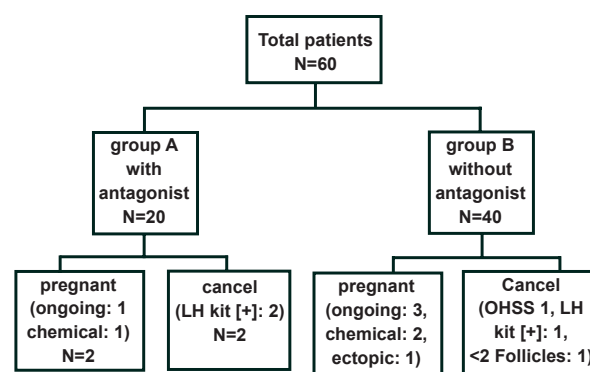 Total patients
N=60
group A
with
antagonist
N=20
group B
without
antagonist
N=40
pregnant
(ongoing: 1
chemical: 1)
N=2
cancel
(LH kit [+]: 2)
N=2
pregnant
(ongoing: 3,
chemical: 2,
ectopic: 1)
Cancel
(OHSS 1, LH
kit [+]: 1,
<2 Follicles: 1)